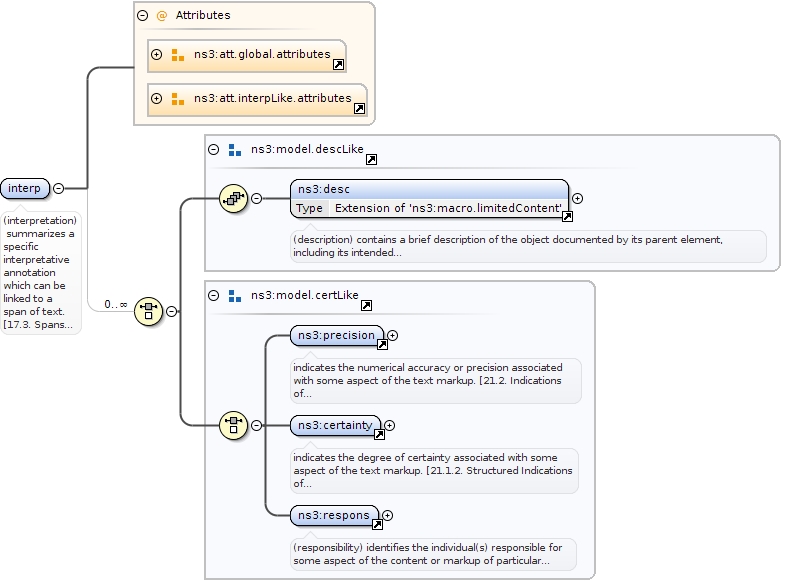 Attributes
ns3:att.global.attributes
ns3:att.interpLike.attributes
interp
(interpretation)
summarizes a
specific
interpretative
annotation
which can be
linked to a
span of text.
[17.3. Spans...
0..∞
ns3:model.descLike
ns3:desc
Type Extension of 'ns3:macro.limitedContent'
(description) contains a brief description of the object documented by its parent element,
including its intended...
ns3:model.certLike
ns3:precision
indicates the numerical accuracy or precision associated
with some aspect of the text markup. [21.2. Indications
of...
ns3:certainty
indicates the degree of certainty associated with some
aspect of the text markup. [21.1.2. Structured Indications
of...
ns3:respons
(responsibility) identifies the individual(s) responsible for
some aspect of the content or markup of particular...